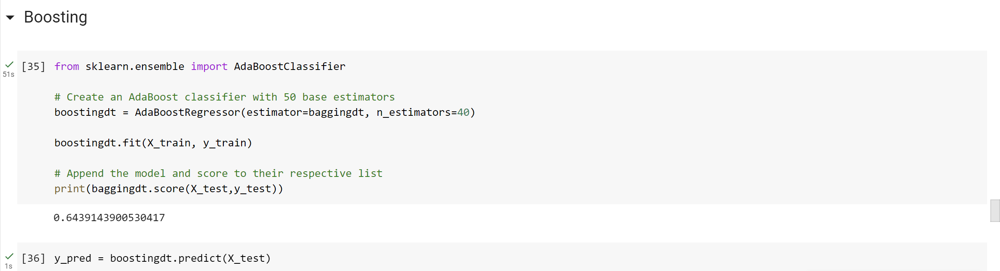 Boosting
[35] from sklearn.ensemble import AdaBoostClassifier
51s
# Create an AdaBoost classifier with 50 base estimators
boostingdt = AdaBoostRegressor(estimator=baggingdt, n_estimators=40)
boostingdt.fit(X_train, y_train)
# Append the model and score to their respective list
print(baggingdt.score(X_test,y_test))
0.6439143900530417
[36] y_pred = boostingdt.predict(X_test)
1s